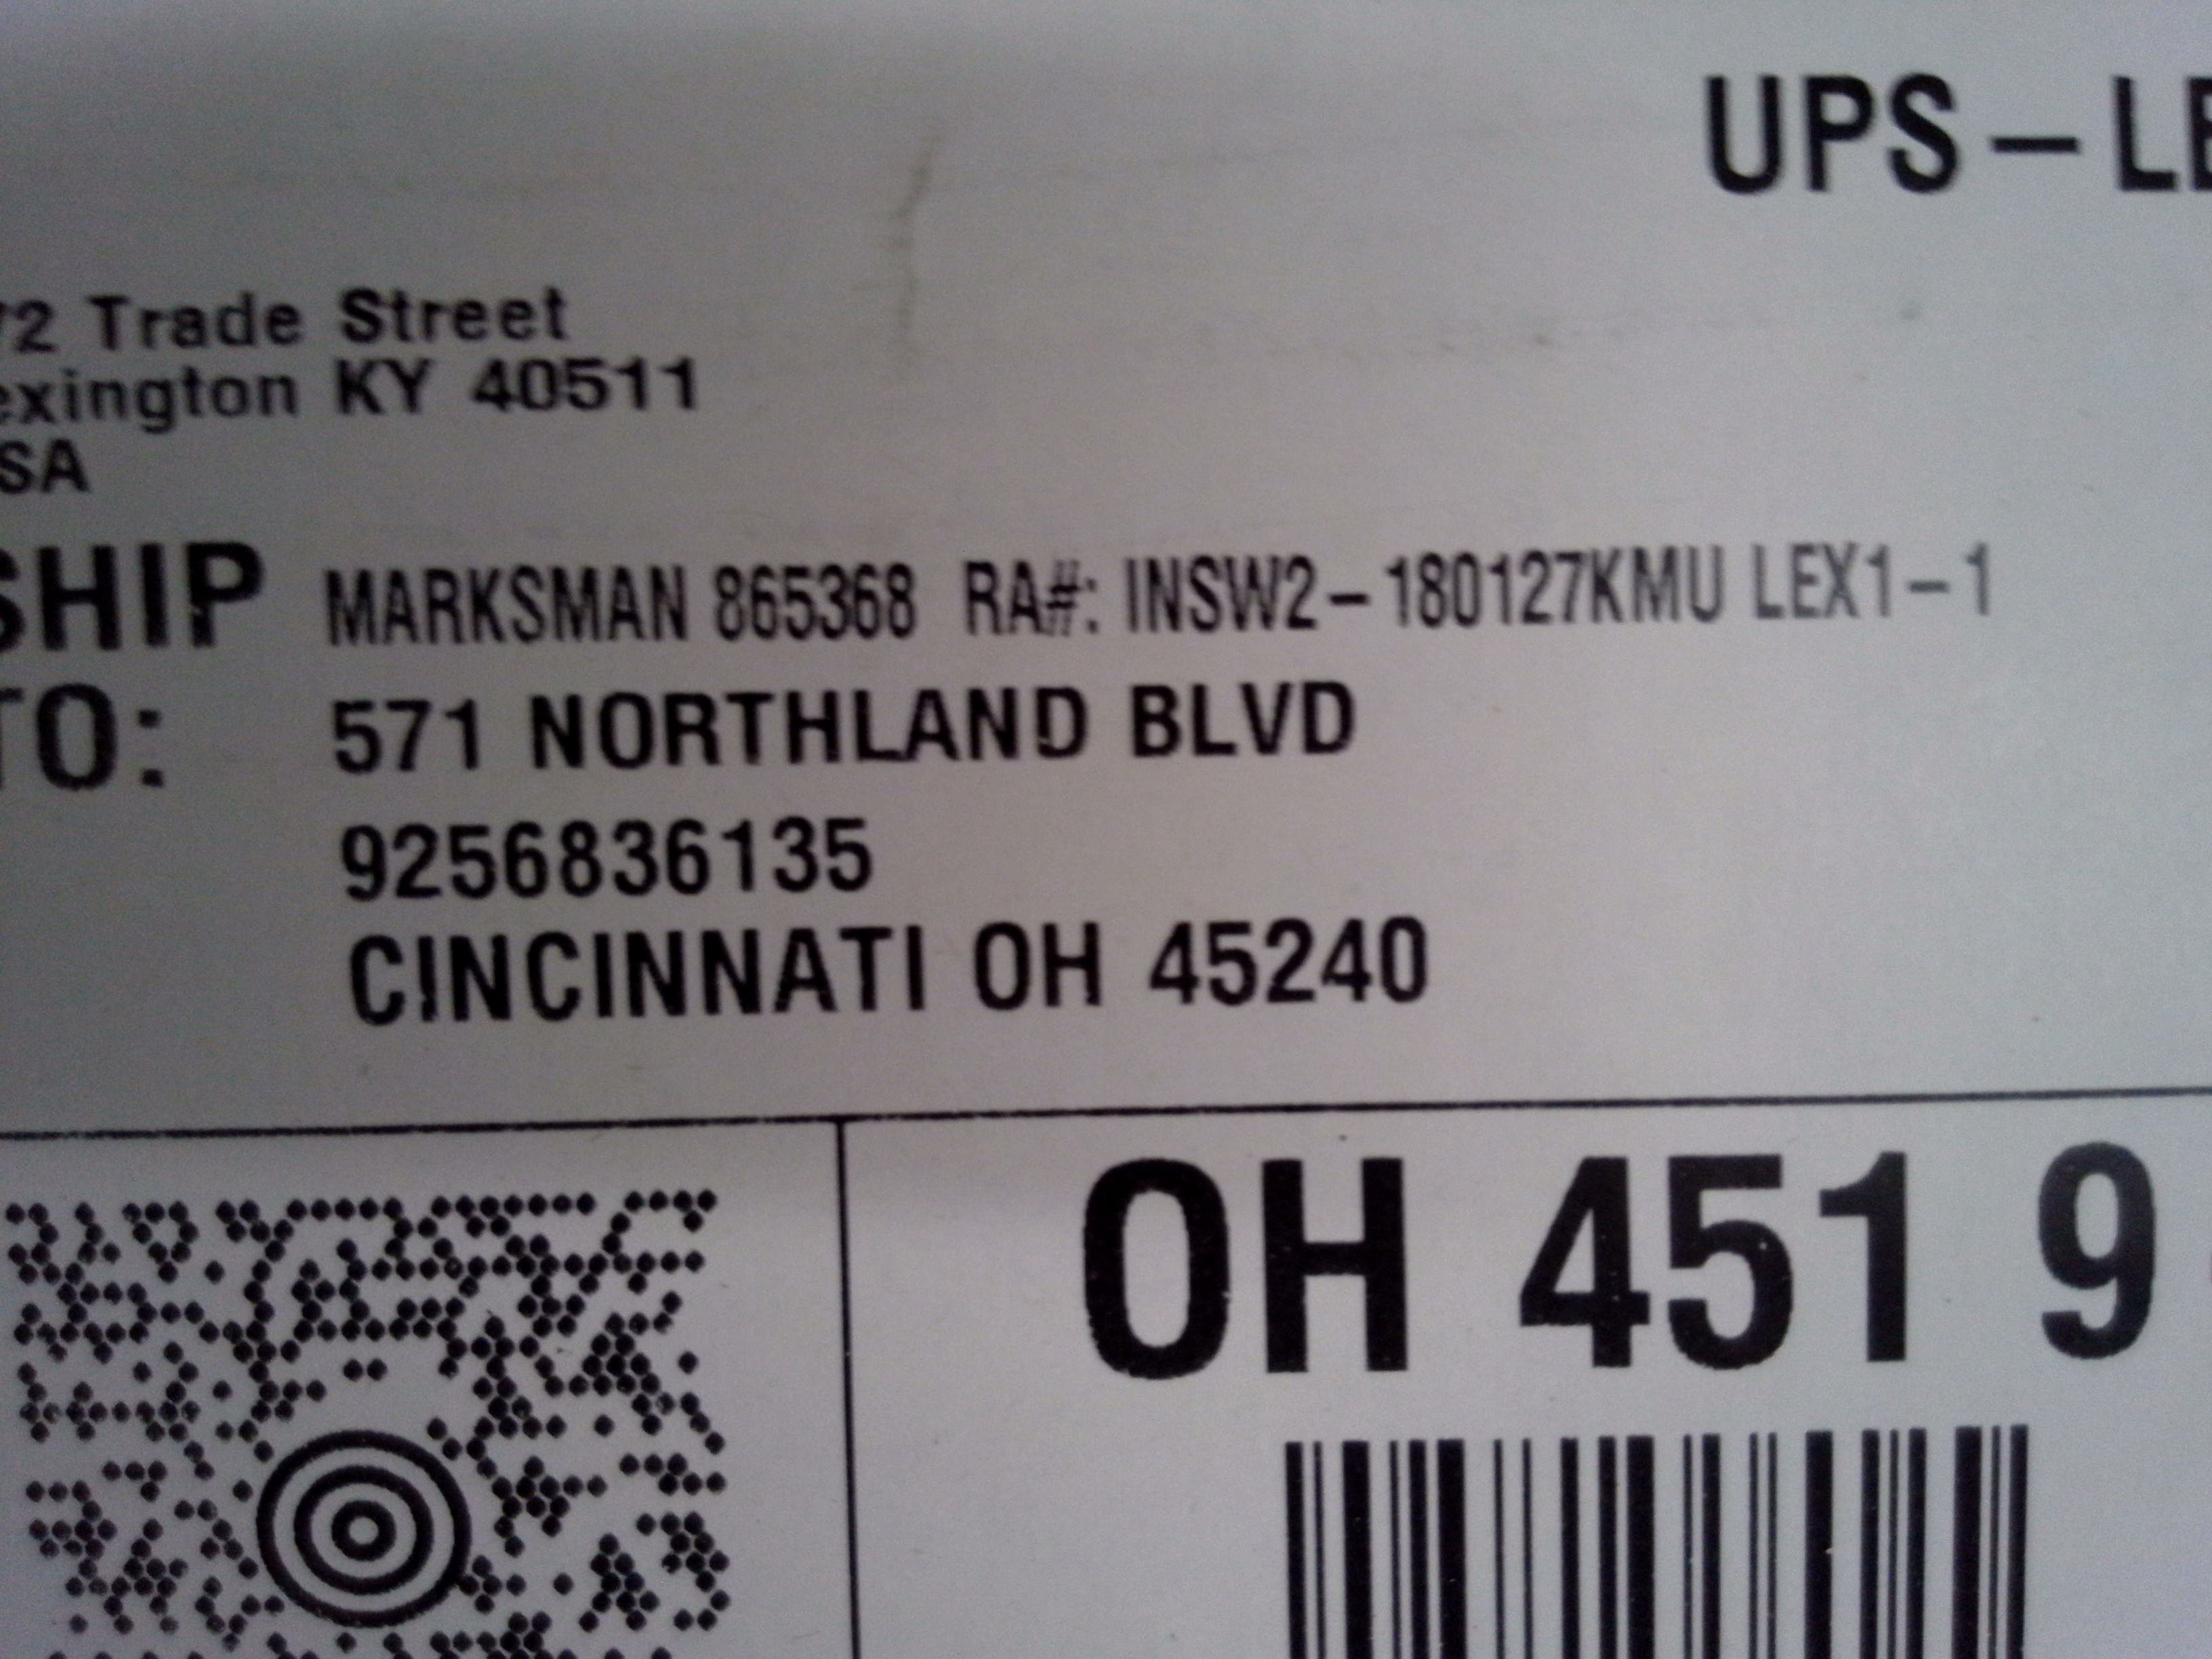 UPS – LE
72 Trade Street
exington KY 40511
SA
SHIP MARKSMAN 865368 RA#: INSW2–180127KMU LEX1–1
TO: 571 NORTHLAND BLVD
9256836135
CINCINNATI OH 45240
OH 451 9